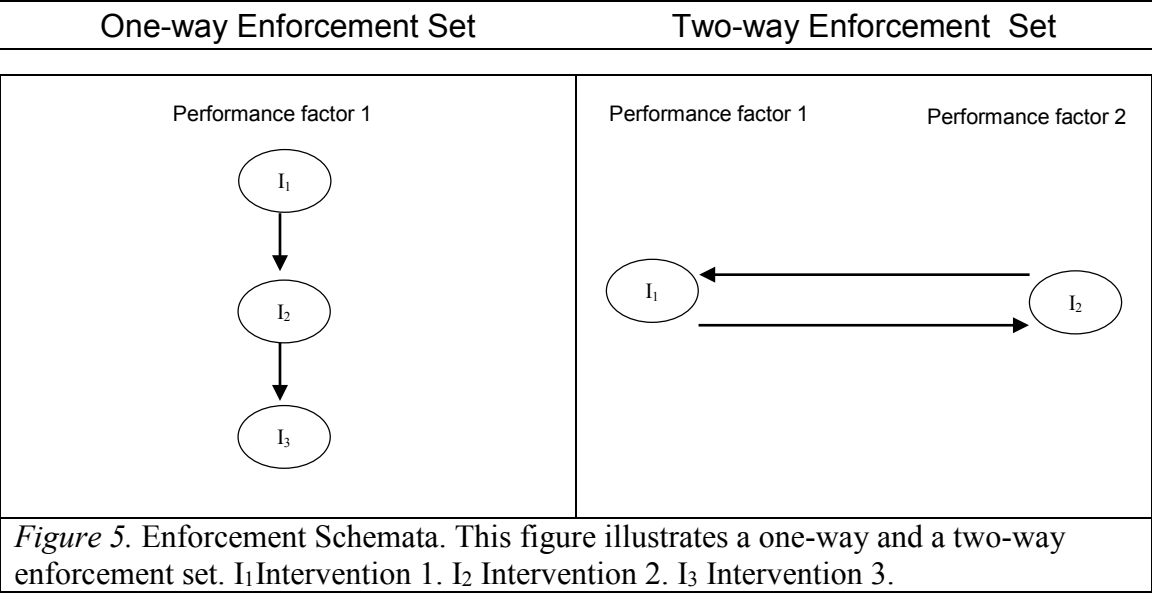 One-way Enforcement Set
Two-way Enforcement Set
Performance factor 1
I₁
I₂
I₃
Performance factor 1
Performance factor 2
I₁
I₂
Figure 5. Enforcement Schemata. This figure illustrates a one-way and a two-way
enforcement set. I₁Intervention 1. I₂ Intervention 2. I₃ Intervention 3.